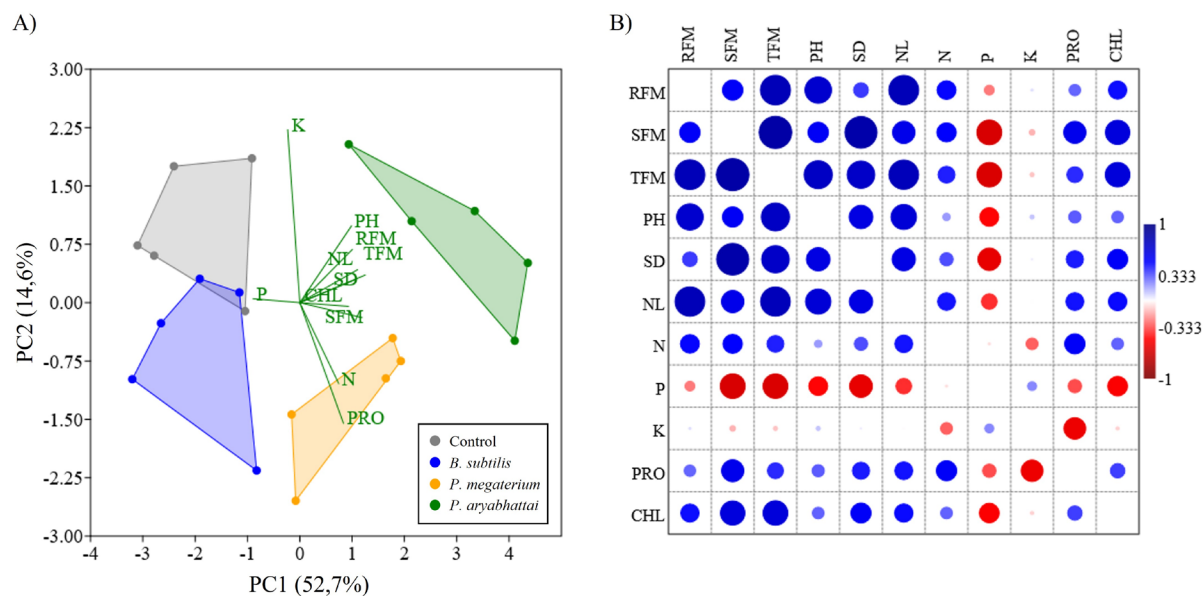 A)
3.00
2.25
1.50
0.75
0.00
-0.75
-1.50
-2.25
-3.00
PC2 (14,6%)
-4 -3 -2 -1 0 1 2 3 4
PC1 (52,7%)
K
PH
RFM
TFM
NL
SD
P
CHL
SFM
N
PRO
Control
B. subtilis
P. megaterium
P. aryabhattai
B)
RFM SFM TFM PH SD NL N P K PRO CHL
RFM
SFM
TFM
PH
SD
NL
N
P
K
PRO
CHL
1
0.333
-0.333
-1